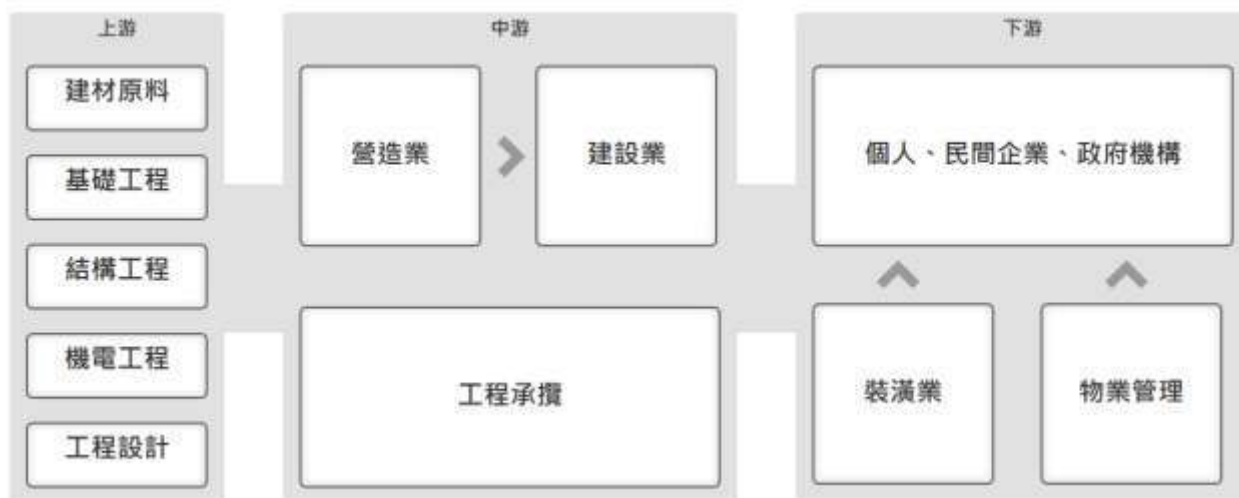 上游
建材原料
基礎工程
結構工程
機電工程
工程設計
中游
營造業
建設業
工程承攬
下游
個人、民間企業、政府機構
裝潢業
物業管理